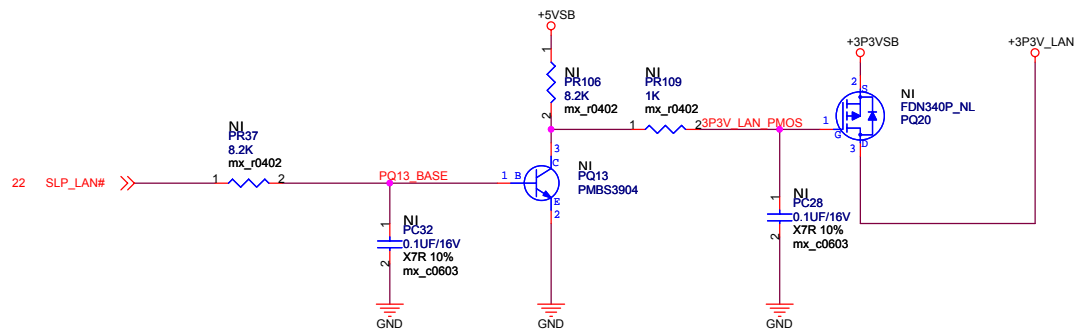 +5VSB
1
NI
PR106
8.2K
mx_r0402
2
NI
PR109
1K
mx_r0402
1
2
3P3V_LAN_PMOS
+3P3VSB
+3P3V_LAN
2
S
1
G
3
D
NI
FDN340P_NL
PQ20
22
SLP_LAN#
NI
PR37
8.2K
mx_r0402
1
2
PQ13_BASE
1
B
3
C
E
2
NI
PQ13
PMBS3904
1
NI
PC32
0.1UF/16V
X7R 10%
mx_c0603
2
1
NI
PC28
0.1UF/16V
X7R 10%
mx_c0603
2
GND
GND
GND